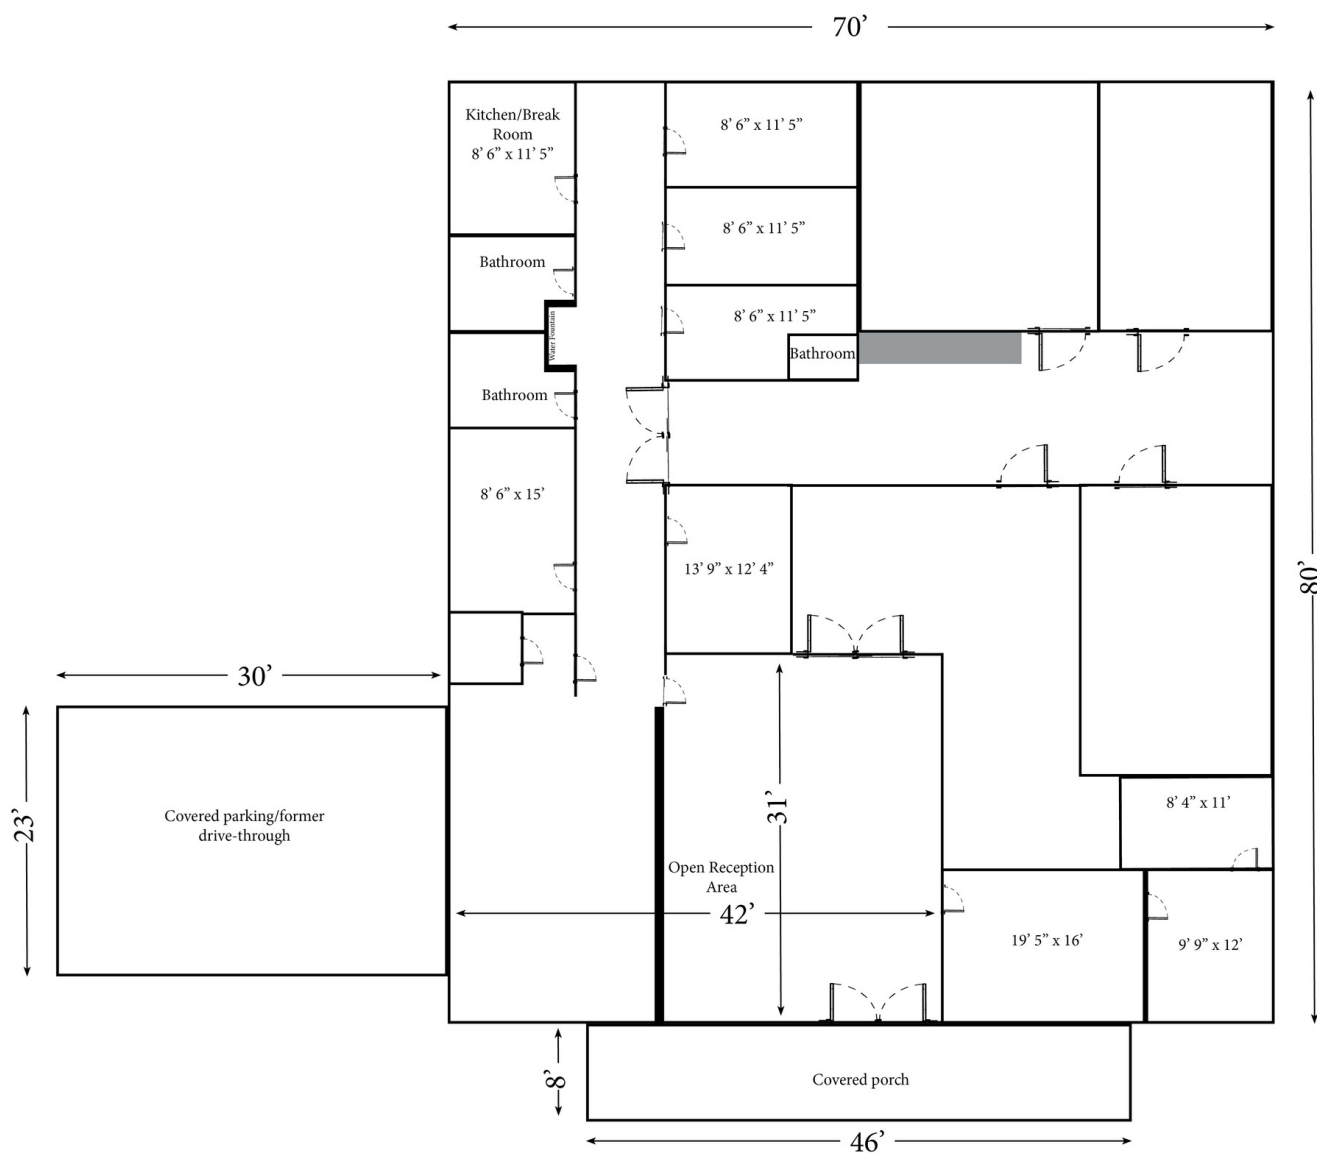 70’
Kitchen/Break
Room
8’ 6” x 11’ 5”
8’ 6” x 11’ 5”
8’ 6” x 11’ 5”
Bathroom
8’ 6” x 11’ 5”
Water Fountain
Bathroom
Bathroom
8’ 6” x 15’
13’ 9” x 12’ 4”
80’
30’
23’
Covered parking/former
drive-through
31’
8’ 4” x 11’
Open Reception
Area
42’
19’ 5” x 16’
9’ 9” x 12’
8’
Covered porch
46’